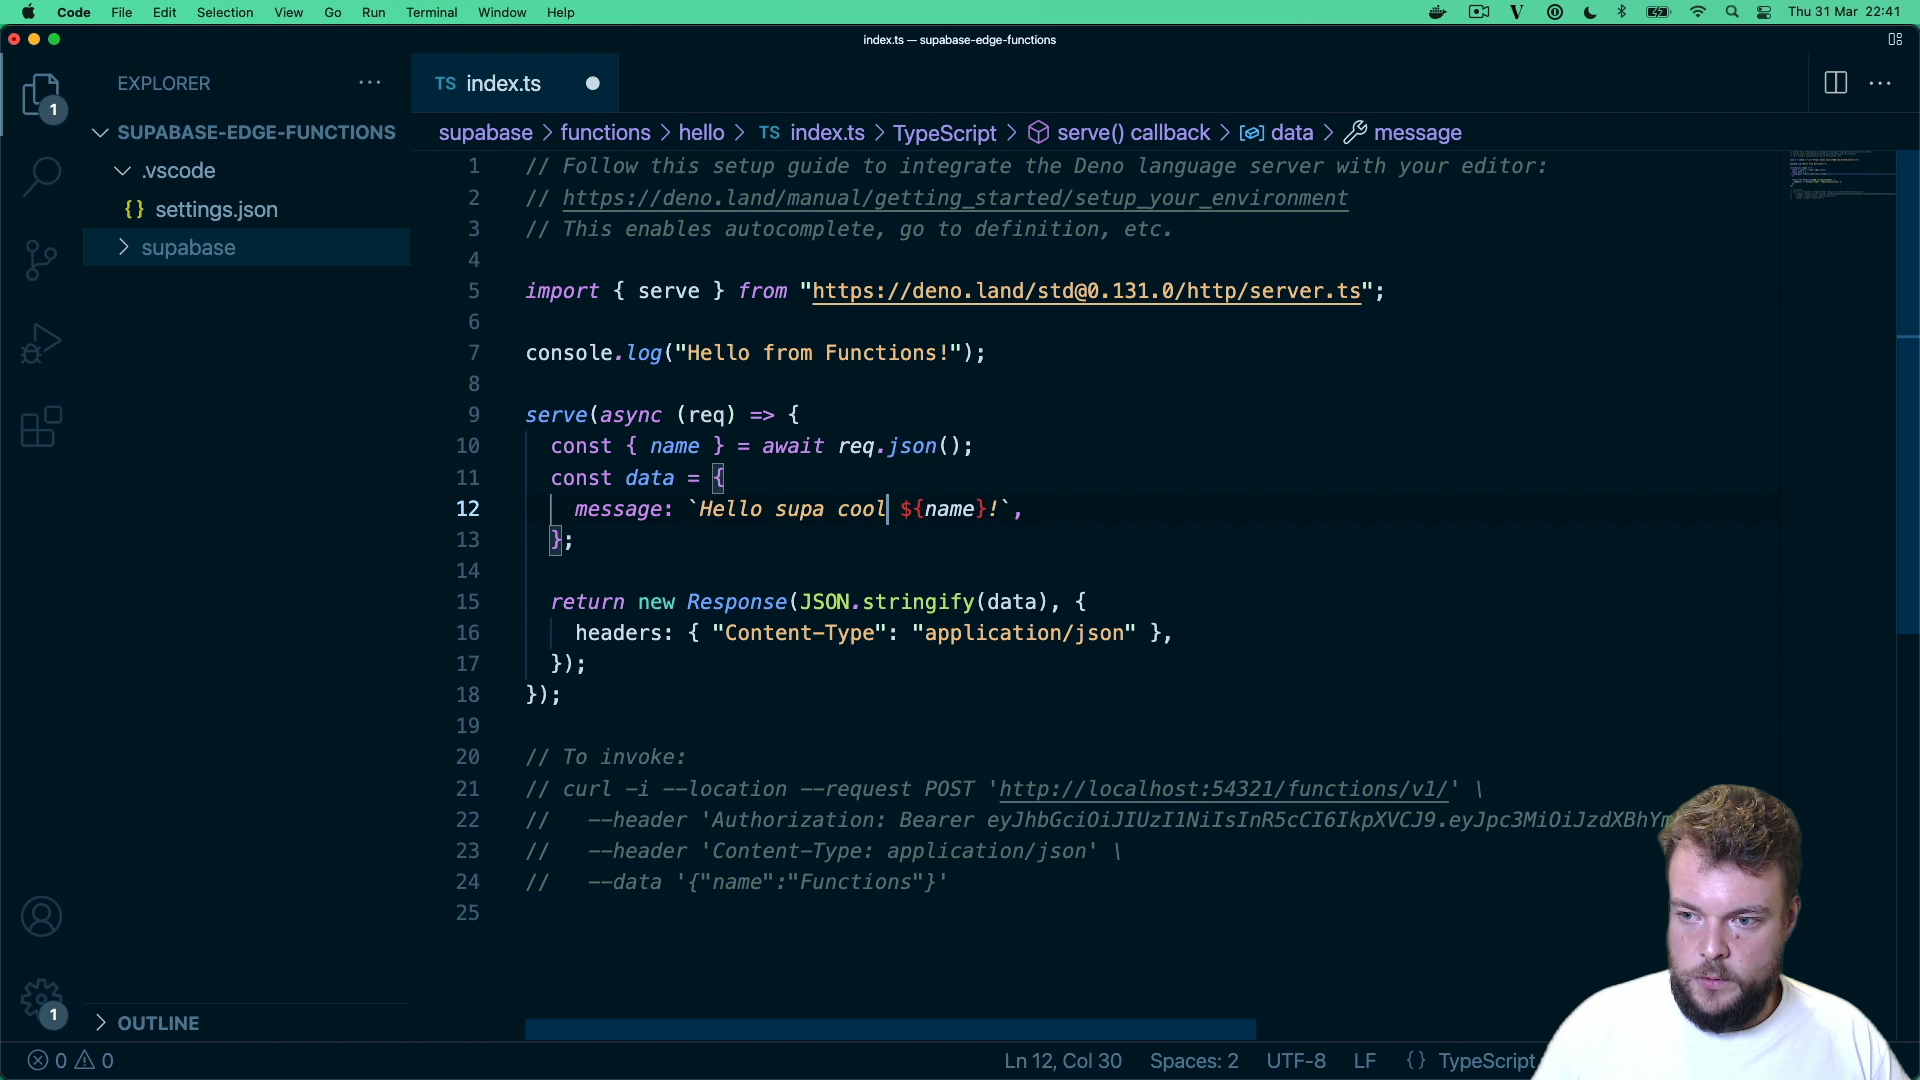 Code File Edit Selection View Go Run Terminal Window Help Thu 31 Mar 22:41
index.ts — supabase-edge-functions
EXPLORER
TS index.ts
1
SUPABASE-EDGE-FUNCTIONS
.vscode
{} settings.json
supabase
supabase > functions > hello > TS index.ts > TypeScript > serve() callback > data > message
1 // Follow this setup guide to integrate the Deno language server with your editor:
2 // https://deno.land/manual/getting_started/setup_your_environment
3 // This enables autocomplete, go to definition, etc.
4
5 import { serve } from "https://deno.land/std@0.131.0/http/server.ts";
6
7 console.log("Hello from Functions!");
8
9 serve(async (req) => {
10 const { name } = await req.json();
11 const data = {
12 message: `Hello supa cool ${name}!`,
13 };
14
15 return new Response(JSON.stringify(data), {
16 headers: { "Content-Type": "application/json" },
17 });
18 });
19
20 // To invoke:
21 // curl -i --location --request POST 'http://localhost:54321/functions/v1/' \
22 // --header 'Authorization: Bearer eyJhbGciOiJIUzI1NiIsInR5cCI6IkpXVCJ9.eyJpc3MiOiJzdXBhYm
23 // --header 'Content-Type: application/json' \
24 // --data '{"name":"Functions"}'
25
1
OUTLINE
0 0 Ln 12, Col 30 Spaces: 2 UTF-8 LF {} TypeScript